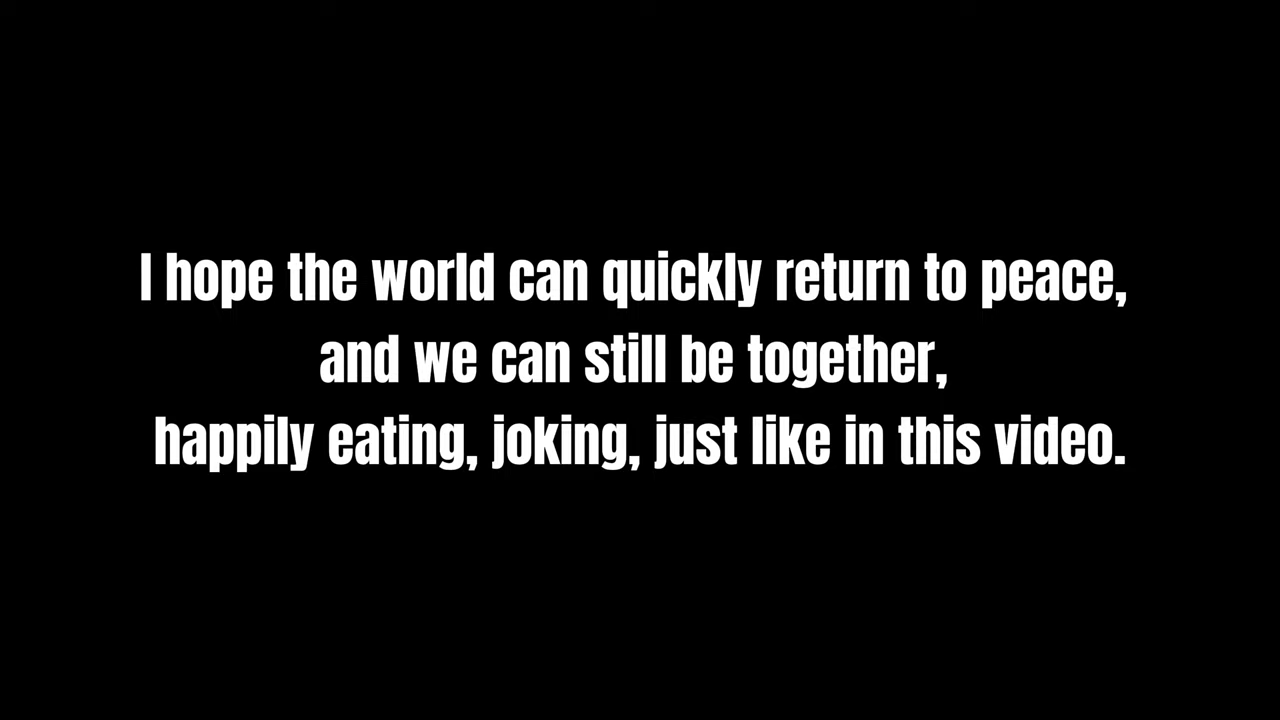 I hope the world can quickly return to peace,
and we can still be together,
happily eating, joking, just like in this video.